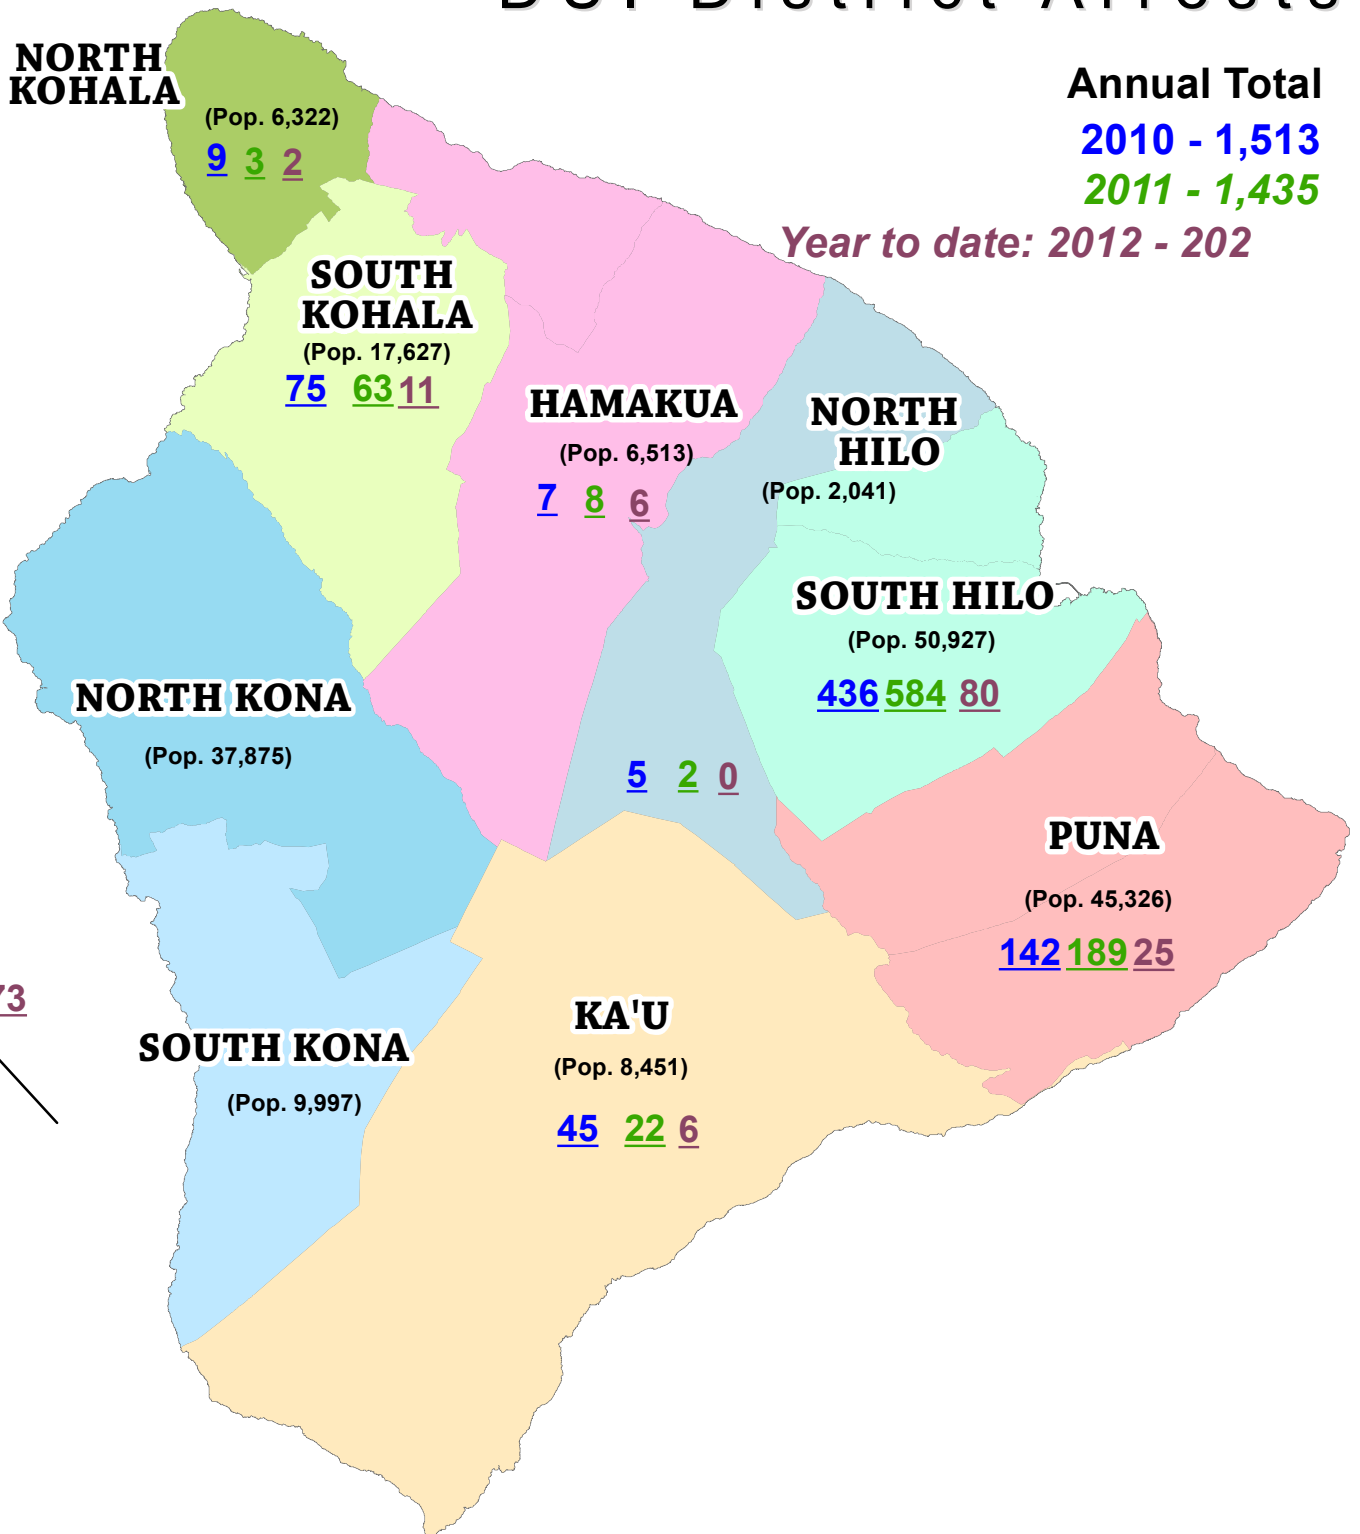 District Arrests
Annual Total
2010 - 1,513
2011 - 1,435
Year to date: 2012 - 202
NORTH
KOHALA
(Pop. 6,322)
9 3 2
SOUTH
KOHALA
(Pop. 17,627)
75 63 11
HAMAKUA
(Pop. 6,513)
7 8 6
NORTH
HILO
(Pop. 2,041)
5 2 0
SOUTH HILO
(Pop. 50,927)
436 584 80
NORTH KONA
(Pop. 37,875)
PUNA
(Pop. 45,326)
142 189 25
73
SOUTH KONA
(Pop. 9,997)
KA'U
(Pop. 8,451)
45 22 6